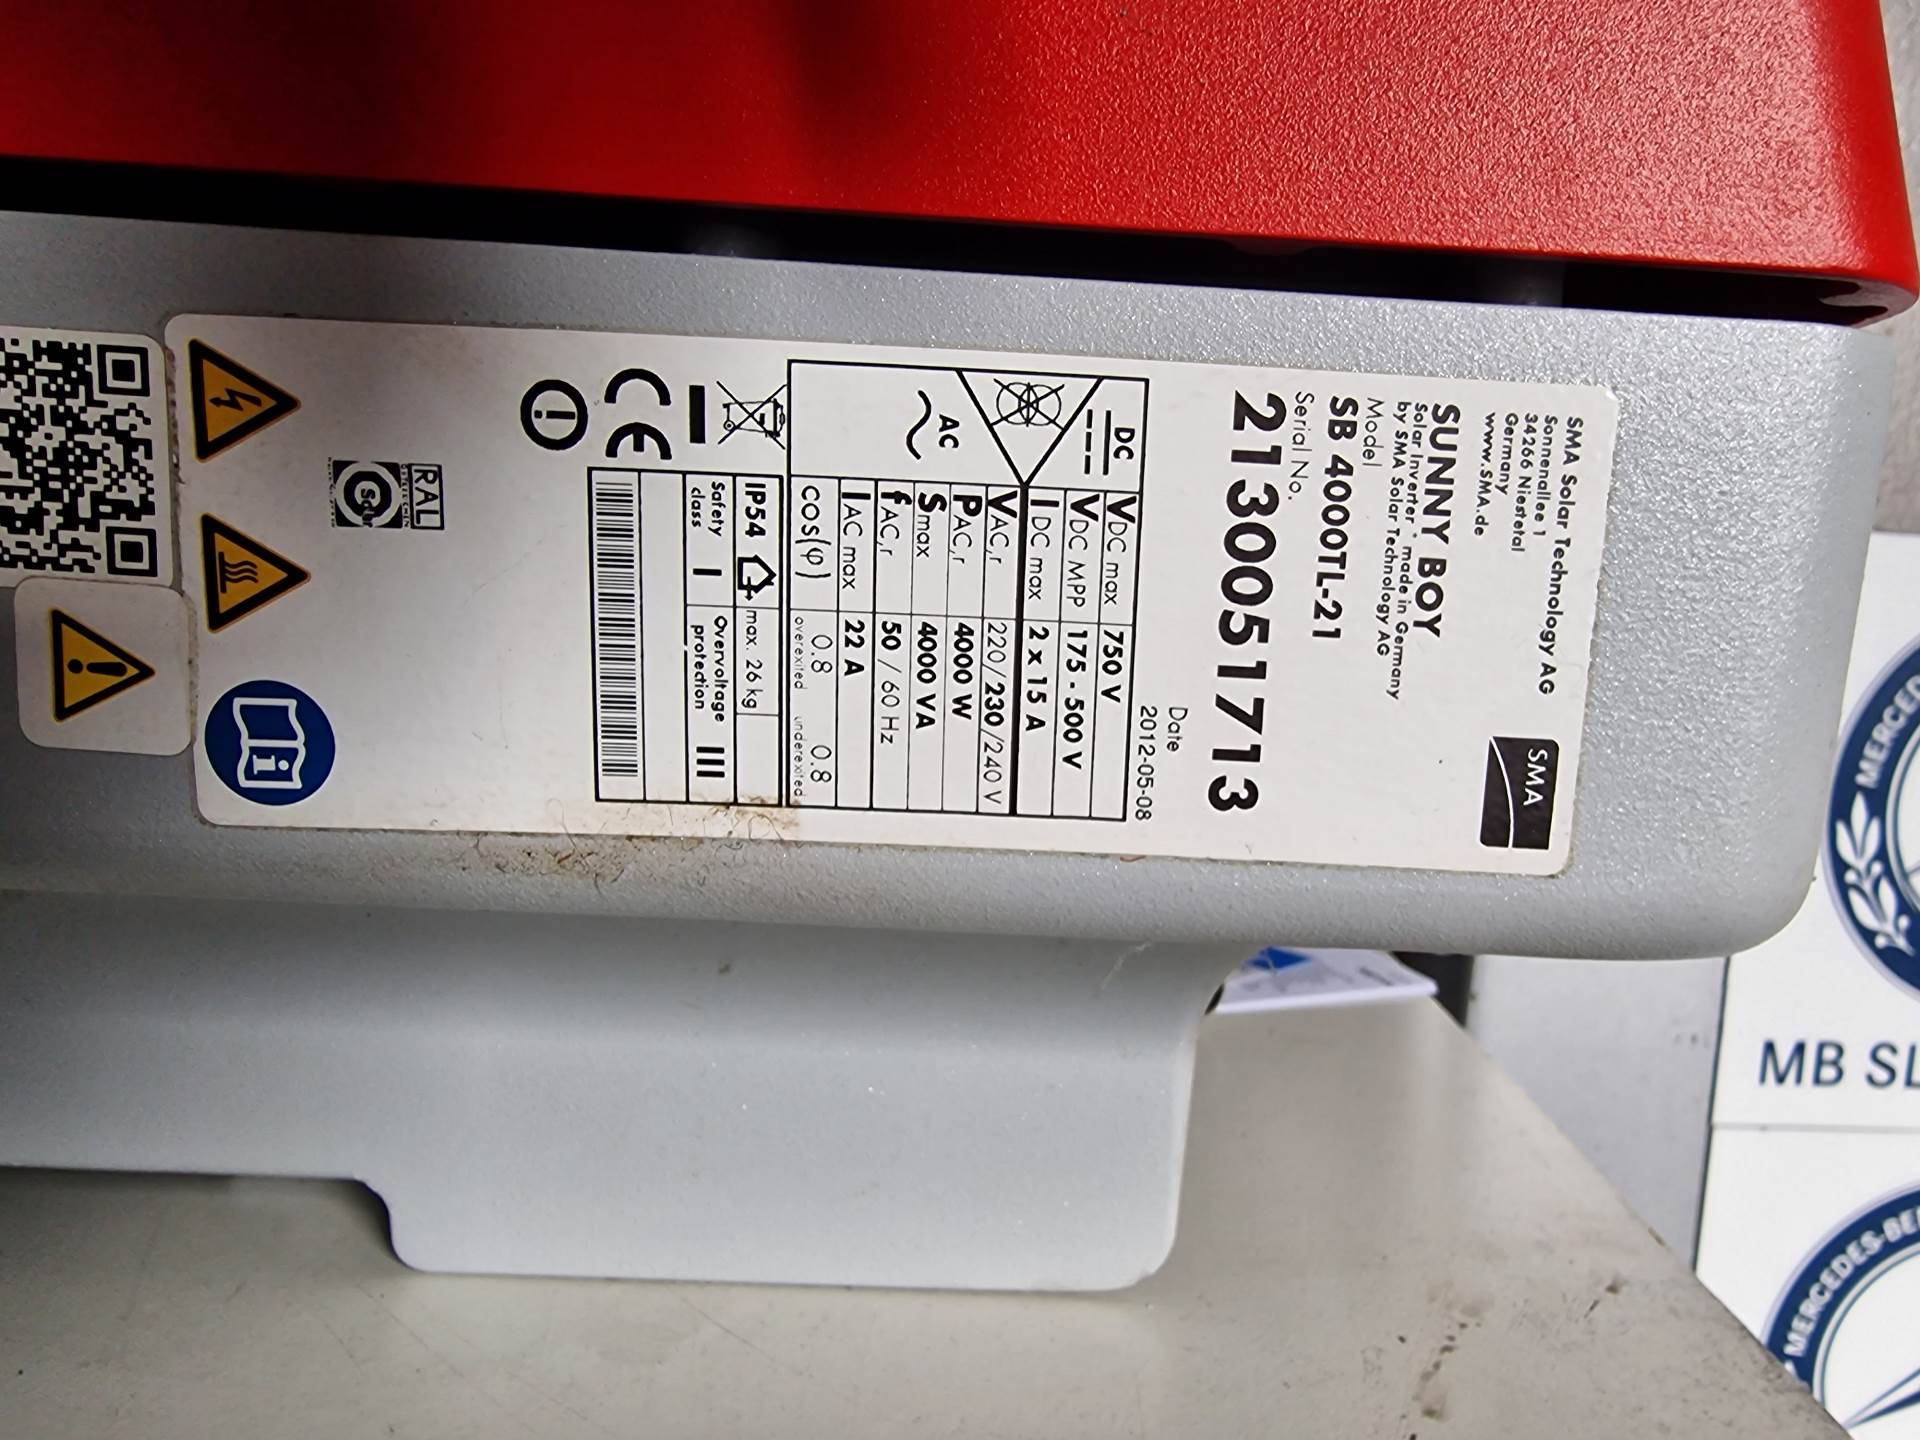 SMA Solar Technology AG
Sonnenallee 1
34266 Niestetal
Germany
www.SMA.de
SMA
SUNNY BOY
Solar Inverter * made in Germany
by SMA Solar Technology AG
Model
SB 4000TL-21
Serial No.
2130051713
Date
2012-05-08
DC
VDC max 750 V
VDC MPP 175 - 500 V
IDC max 2 x 15 A
AC
VAC,r 220/230/240 V
PAC,r 4000 W
Smax 4000 VA
fAC,r 50 / 60 Hz
IAC max 22 A
cos(φ) 0.8 0.8
overexited underexited
IP54 max. 26 kg
Safety class I Overvoltage protection III
CE
RAL
MERCED
MB SL
MERCEDES-BEN